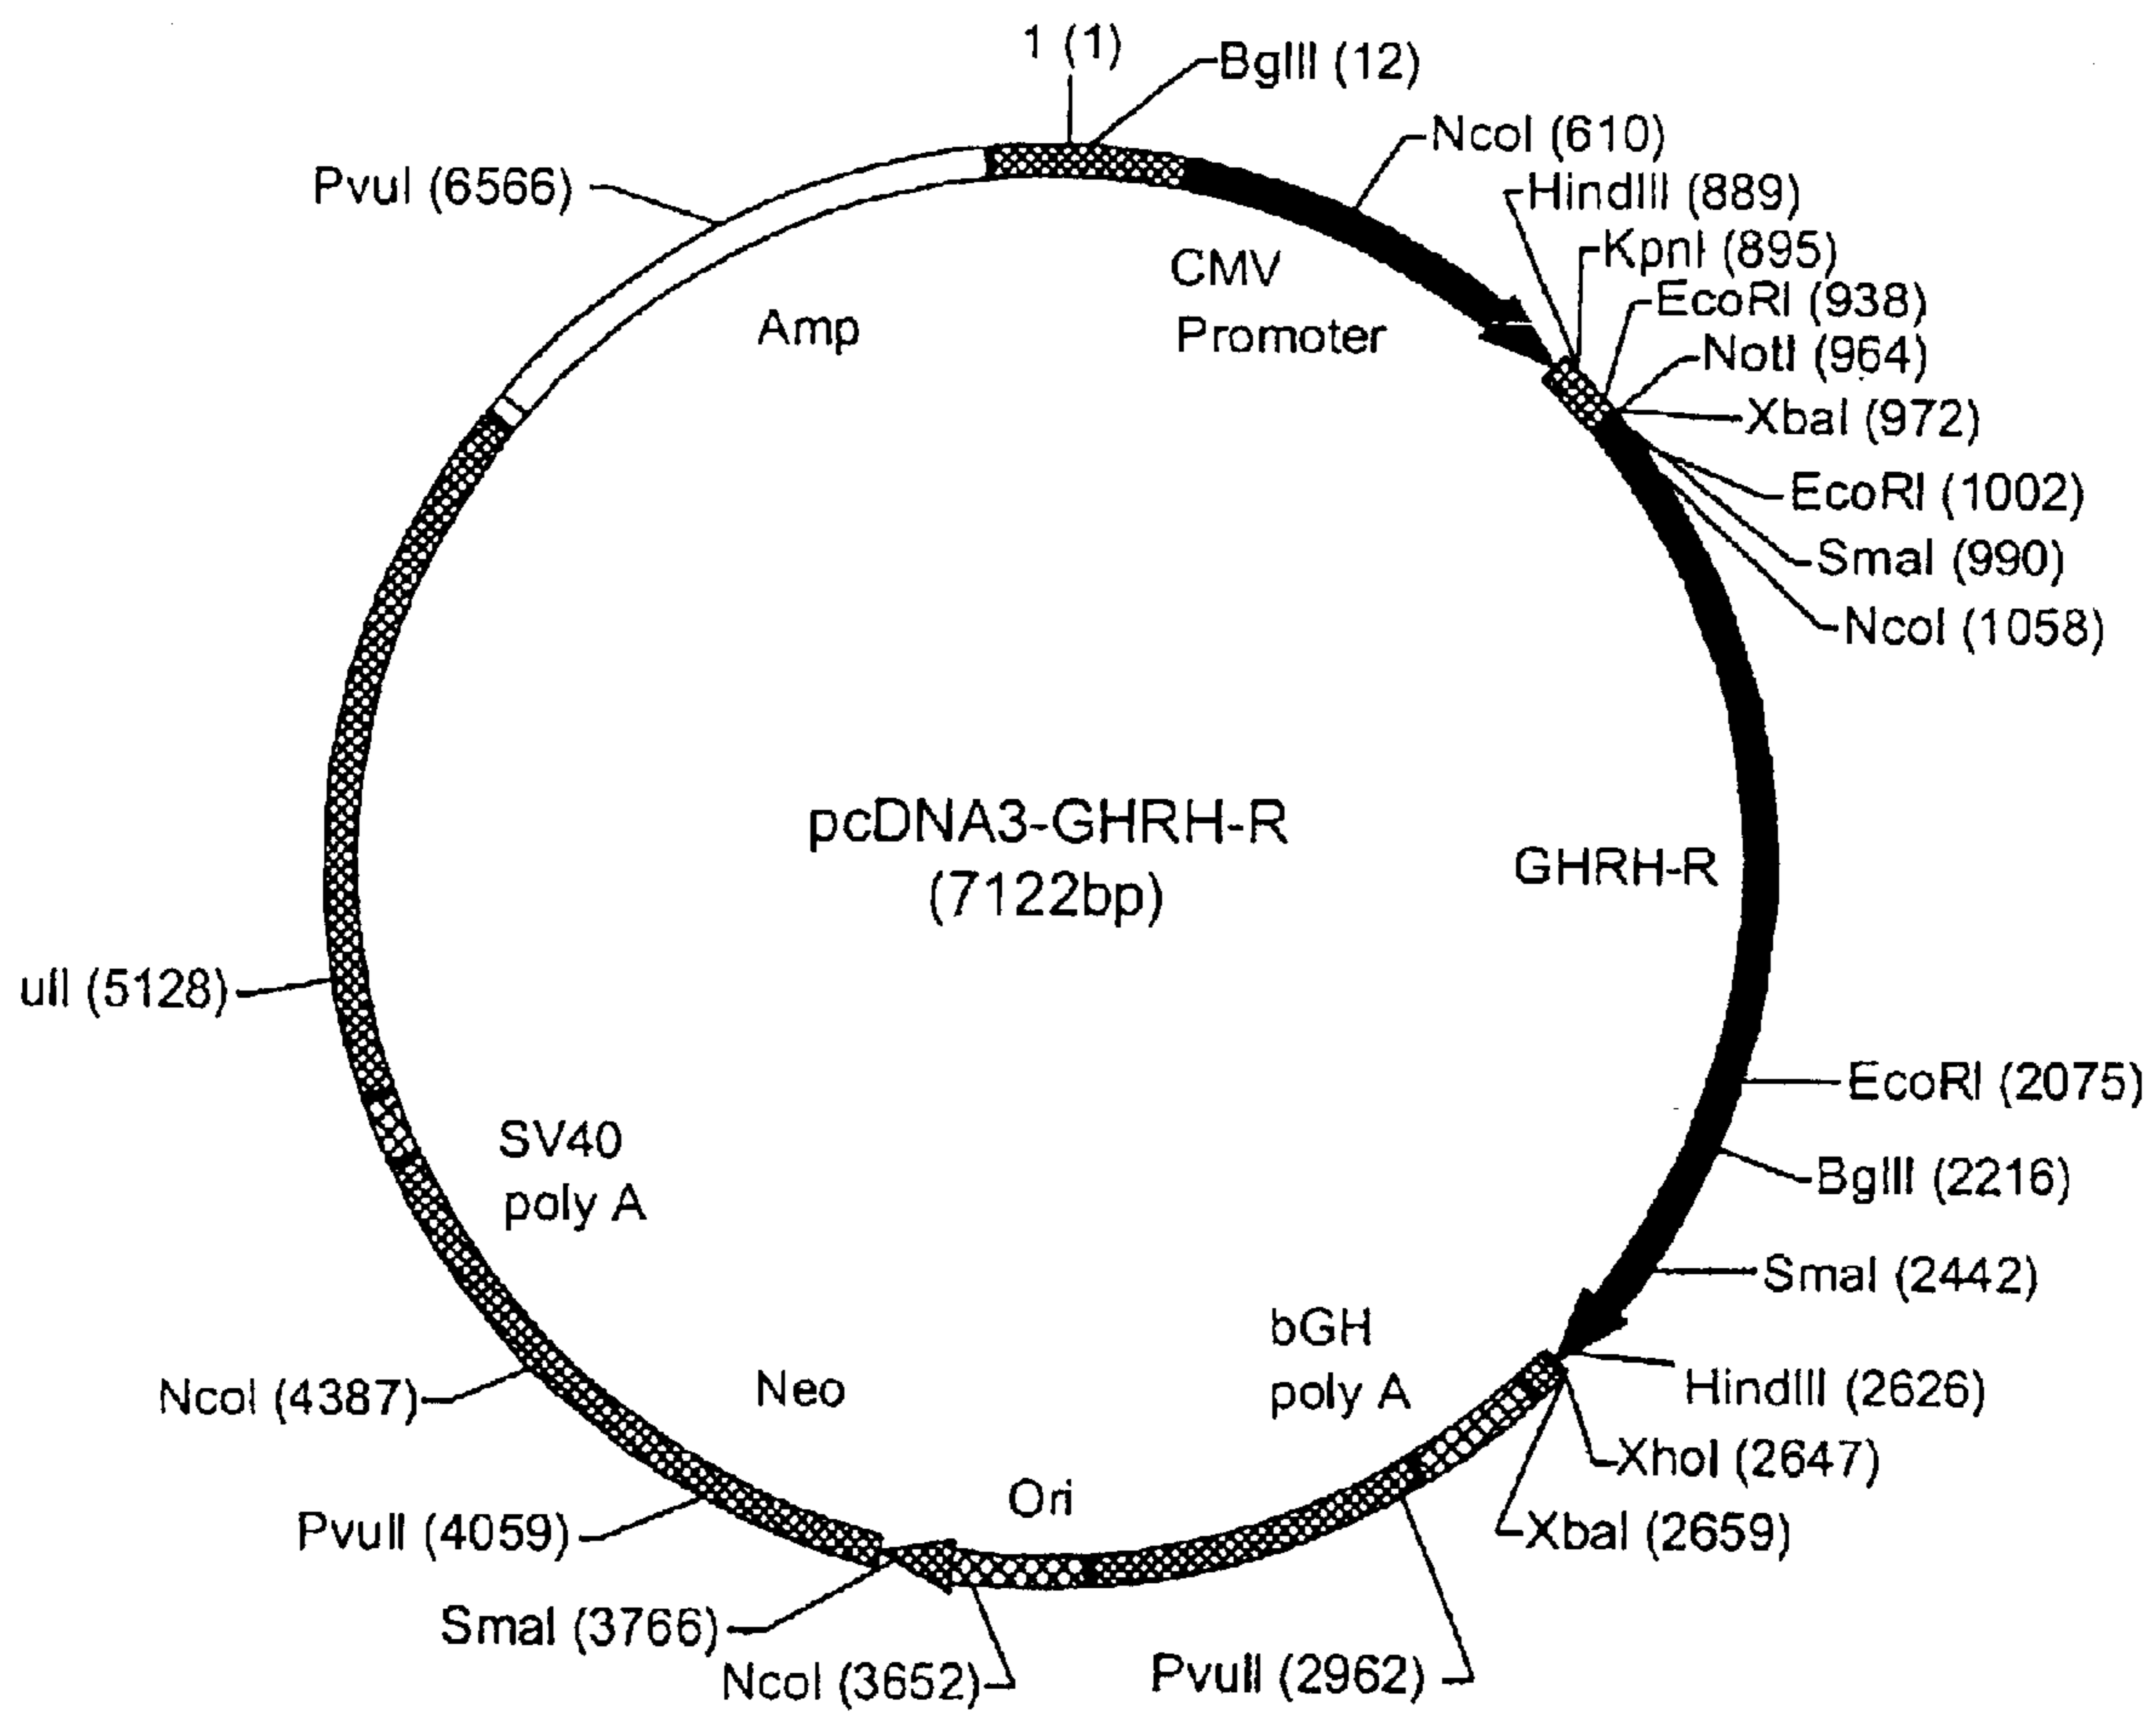 1 (1)
BglII (12)
NcoI (610)
HindIII (889)
KpnI (895)
EcoRI (938)
NotI (964)
XbaI (972)
EcoRI (1002)
SmaI (990)
NcoI (1058)
PvuI (6566)
Amp
CMV
Promoter
pcDNA3-GHRH-R
(7122bp)
GHRH-R
uII (5128)
EcoRI (2075)
BglII (2216)
SmaI (2442)
HindIII (2626)
XhoI (2647)
XbaI (2659)
SV40
poly A
bGH
poly A
NcoI (4387)
Neo
Ori
PvuII (4059)
SmaI (3766)
NcoI (3652)
PvuII (2962)